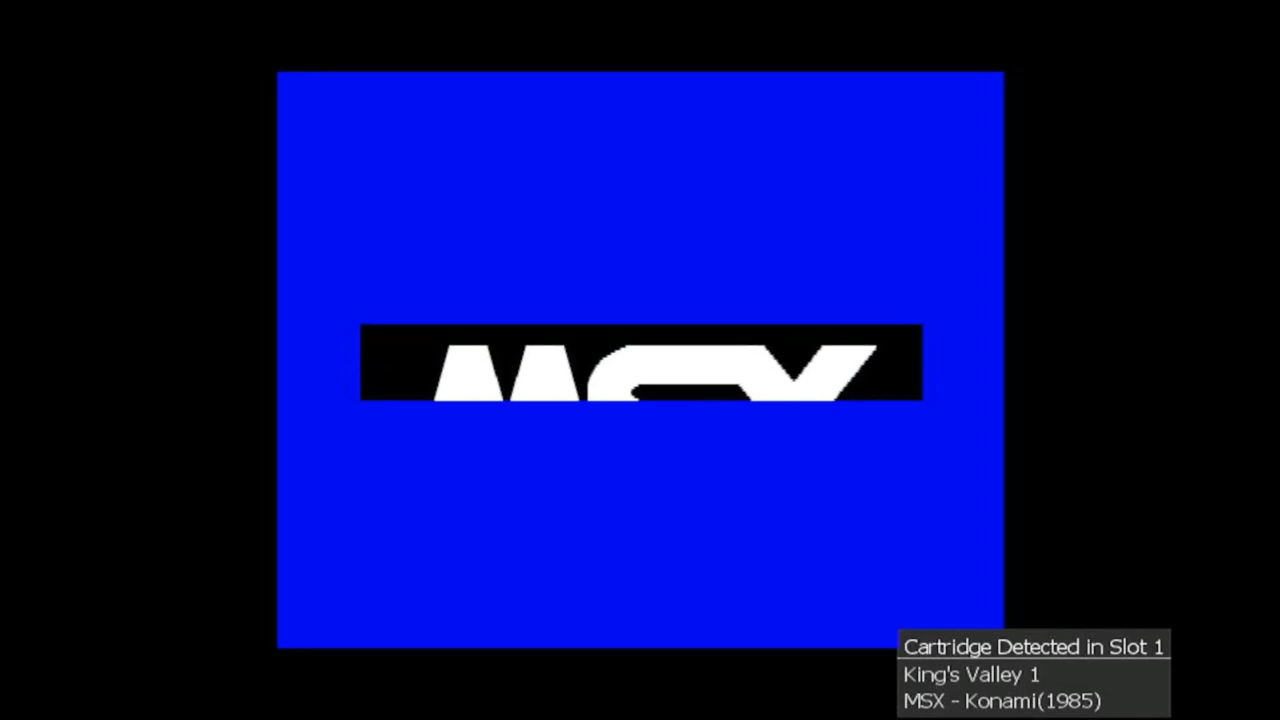 MSX
Cartridge Detected in Slot 1
King's Valley 1
MSX - Konami(1985)